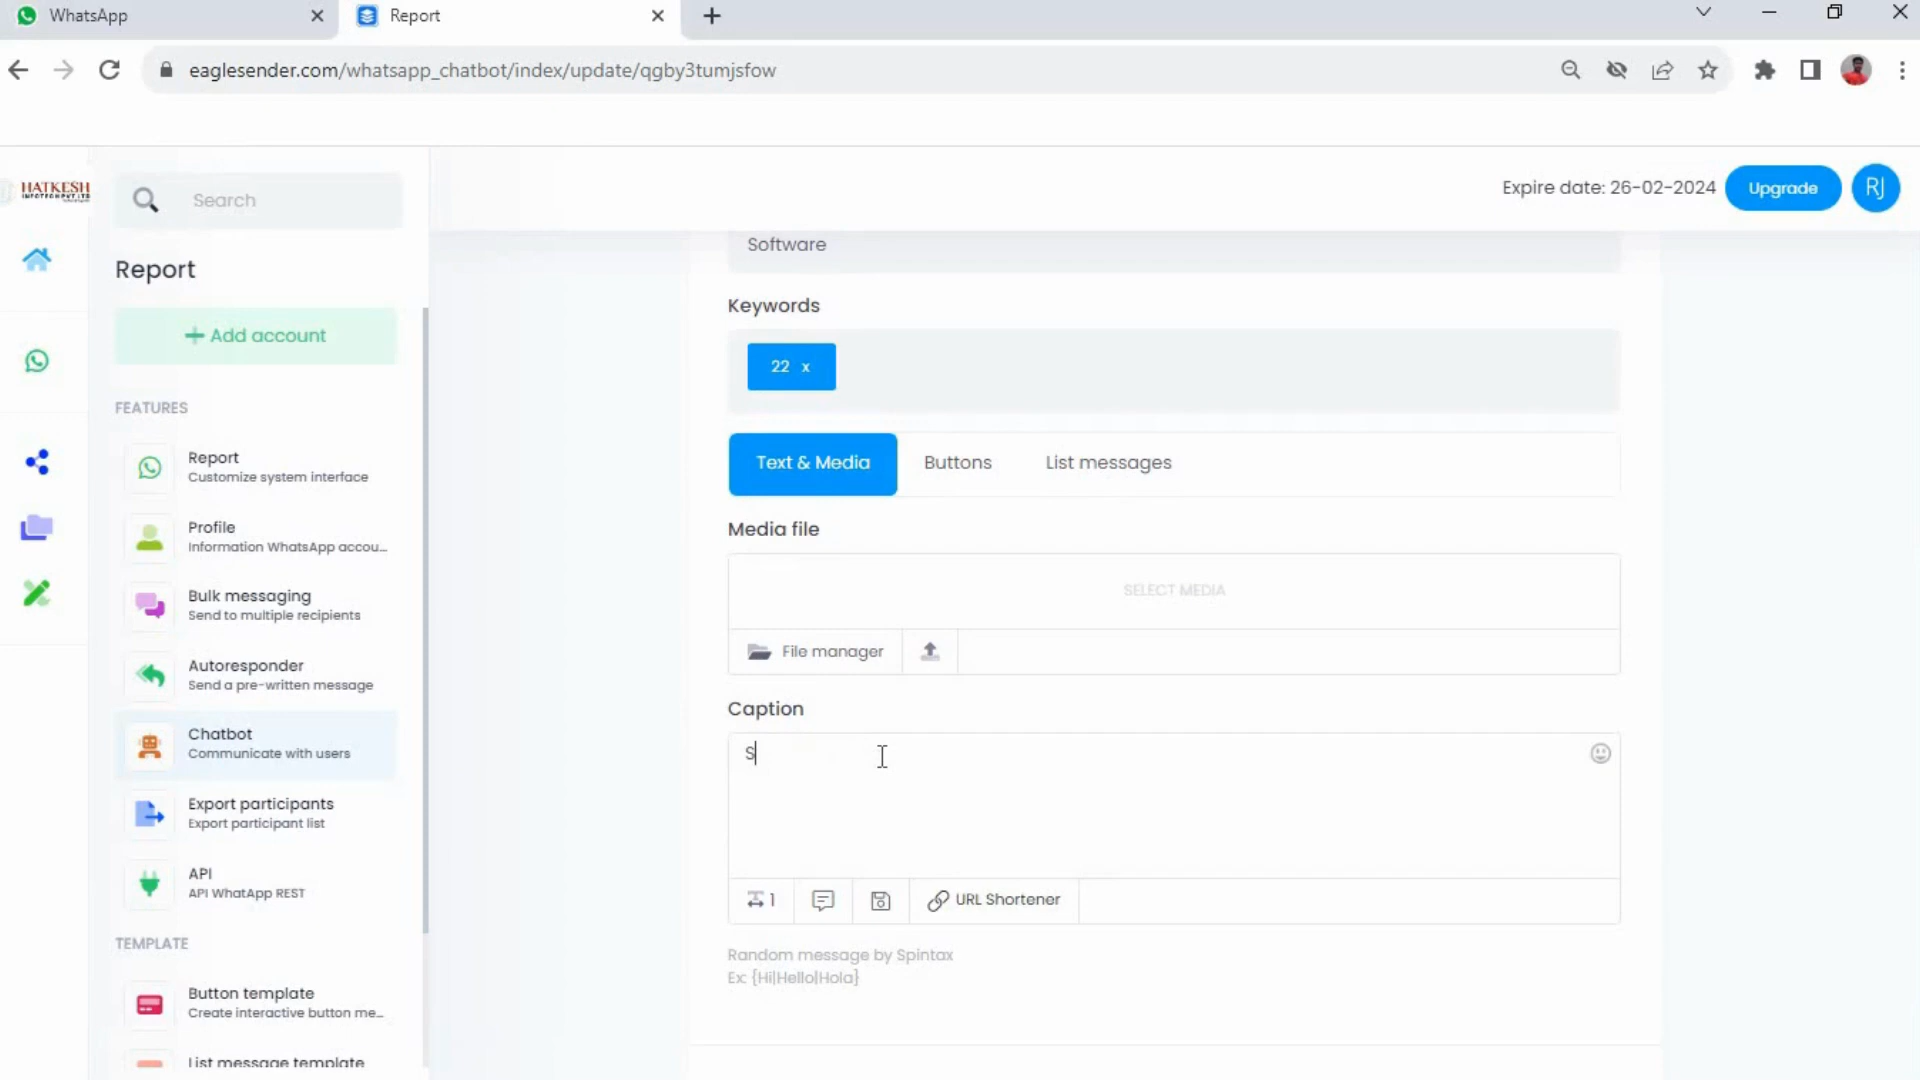 WhatsApp
Report
eaglesender.com/whatsapp_chatbot/index/update/qgby3tumjsfow
HATKESH
INFOTECH PVT LTD
Search
Expire date: 26-02-2024
Upgrade
RJ
Report
+ Add account
FEATURES
Report
Customize system interface
Profile
Information WhatsApp accou...
Bulk messaging
Send to multiple recipients
Autoresponder
Send a pre-written message
Chatbot
Communicate with users
Export participants
Export participant list
API
API WhatApp REST
TEMPLATE
Button template
Create interactive button me...
List message template
Software
Keywords
22 x
Text & Media
Buttons
List messages
Media file
SELECT MEDIA
File manager
Caption
S
1
URL Shortener
Random message by Spintax
Ex: {Hi|Hello|Hola}